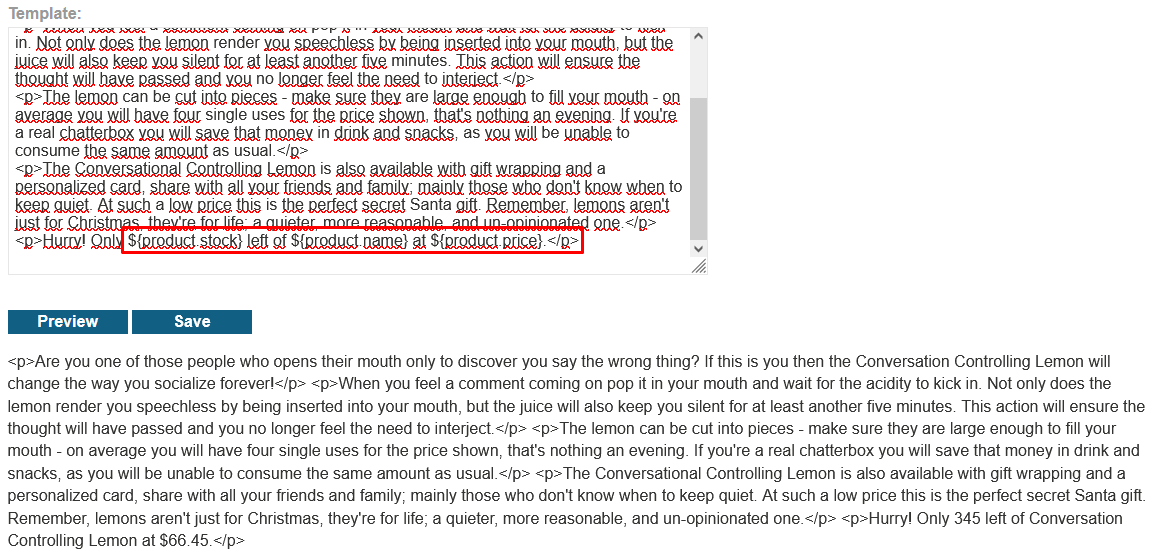 Template:
in. Not only does the lemon render you speechless by being inserted into your mouth, but the
juice will also keep you silent for at least another five minutes. This action will ensure the
thought will have passed and you no longer feel the need to interject.</p>
<p>The lemon can be cut into pieces - make sure they are large enough to fill your mouth - on
average you will have four single uses for the price shown, that's nothing an evening. If you're
a real chatterbox you will save that money in drink and snacks, as you will be unable to
consume the same amount as usual.</p>
<p>The Conversational Controlling Lemon is also available with gift wrapping and a
personalized card, share with all your friends and family; mainly those who don't know when to
keep quiet. At such a low price this is the perfect secret Santa gift. Remember, lemons aren't
just for Christmas, they're for life; a quieter, more reasonable, and un-opinionated one.</p>
<p>Hurry! Only ${product.stock} left of ${product.name} at ${product.price}.</p>
Preview Save
<p>Are you one of those people who opens their mouth only to discover you say the wrong thing? If this is you then the Conversation Controlling Lemon will
change the way you socialize forever!</p> <p>When you feel a comment coming on pop it in your mouth and wait for the acidity to kick in. Not only does the
lemon render you speechless by being inserted into your mouth, but the juice will also keep you silent for at least another five minutes. This action will ensure the
thought will have passed and you no longer feel the need to interject.</p> <p>The lemon can be cut into pieces - make sure they are large enough to fill your
mouth - on average you will have four single uses for the price shown, that's nothing an evening. If you're a real chatterbox you will save that money in drink and
snacks, as you will be unable to consume the same amount as usual.</p> <p>The Conversational Controlling Lemon is also available with gift wrapping and a
personalized card, share with all your friends and family; mainly those who don't know when to keep quiet. At such a low price this is the perfect secret Santa gift.
Remember, lemons aren't just for Christmas, they're for life; a quieter, more reasonable, and un-opinionated one.</p> <p>Hurry! Only 345 left of Conversation
Controlling Lemon at $66.45.</p>